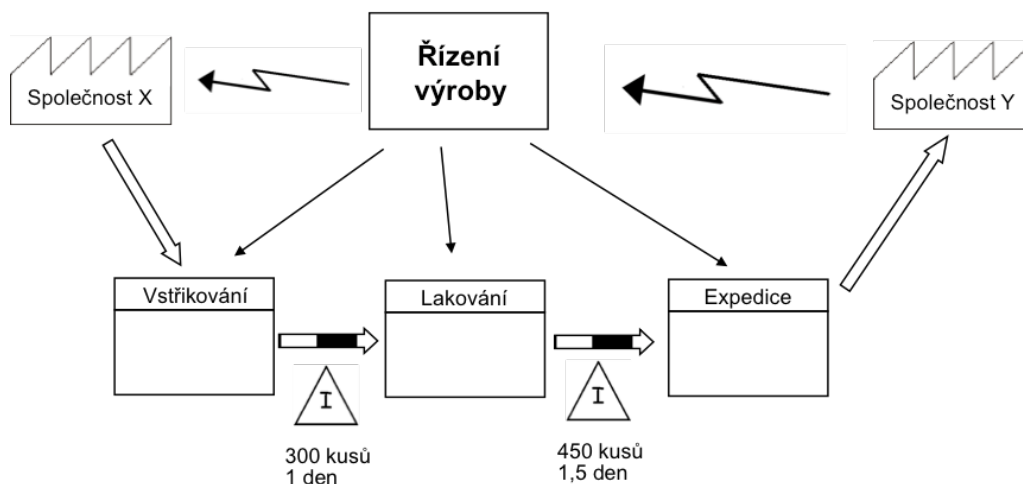 Řízení
výroby
Společnost X
Společnost Y
Vstřikování
Lakování
Expedice
I
I
300 kusů
1 den
450 kusů
1,5 den